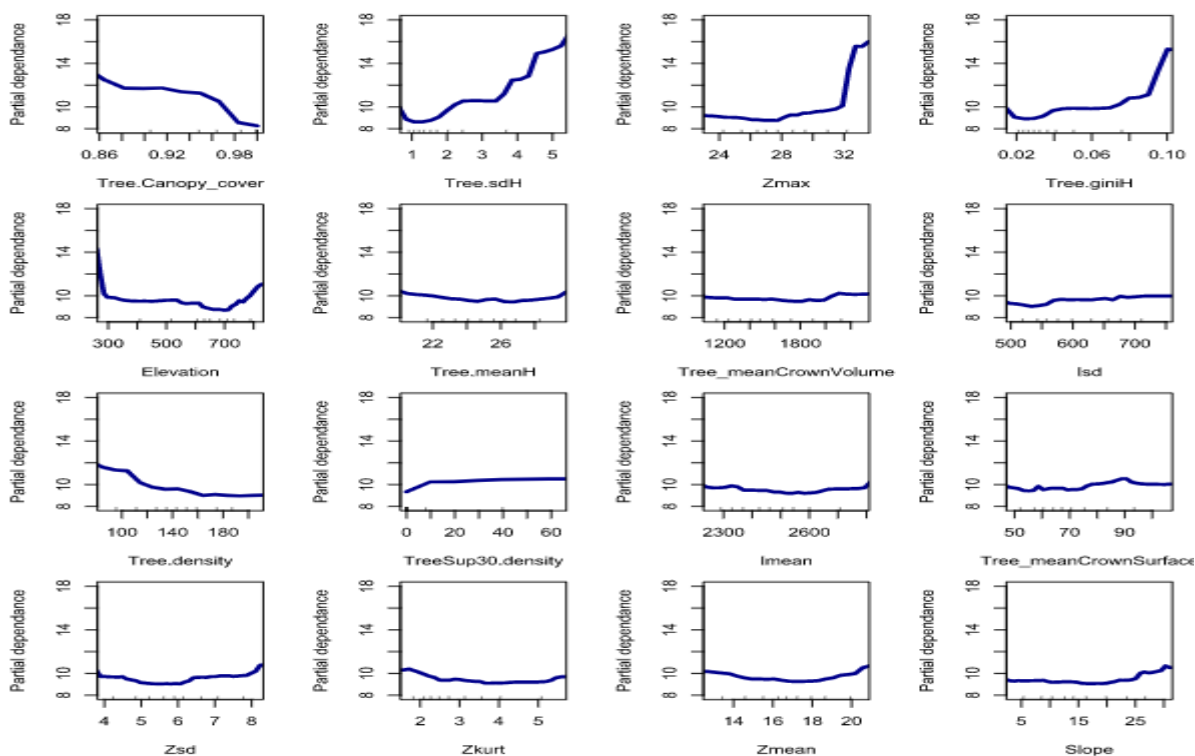 Partial dependance
8 10 14 18
0.86 0.92 0.98
Tree.Canopy_cover
Partial dependance
8 10 14 18
1 2 3 4 5
Tree.sdH
Partial dependance
8 10 14 18
24 28 32
Zmax
Partial dependance
8 10 14 18
0.02 0.06 0.10
Tree.giniH
Partial dependance
8 10 14 18
300 500 700
Elevation
Partial dependance
8 10 14 18
22 26
Tree.meanH
Partial dependance
8 10 14 18
1200 1800
Tree_meanCrownVolume
Partial dependance
8 10 14 18
500 600 700
Isd
Partial dependance
8 10 14 18
100 140 180
Tree.density
Partial dependance
8 10 14 18
0 20 40 60
TreeSup30.density
Partial dependance
8 10 14 18
2300 2600
Imean
Partial dependance
8 10 14 18
50 70 90
Tree_meanCrownSurface
Partial dependance
8 10 14 18
4 5 6 7 8
Zsd
Partial dependance
8 10 14 18
2 3 4 5
Zkurt
Partial dependance
8 10 14 18
14 16 18 20
Zmean
Partial dependance
8 10 14 18
5 15 25
Slope